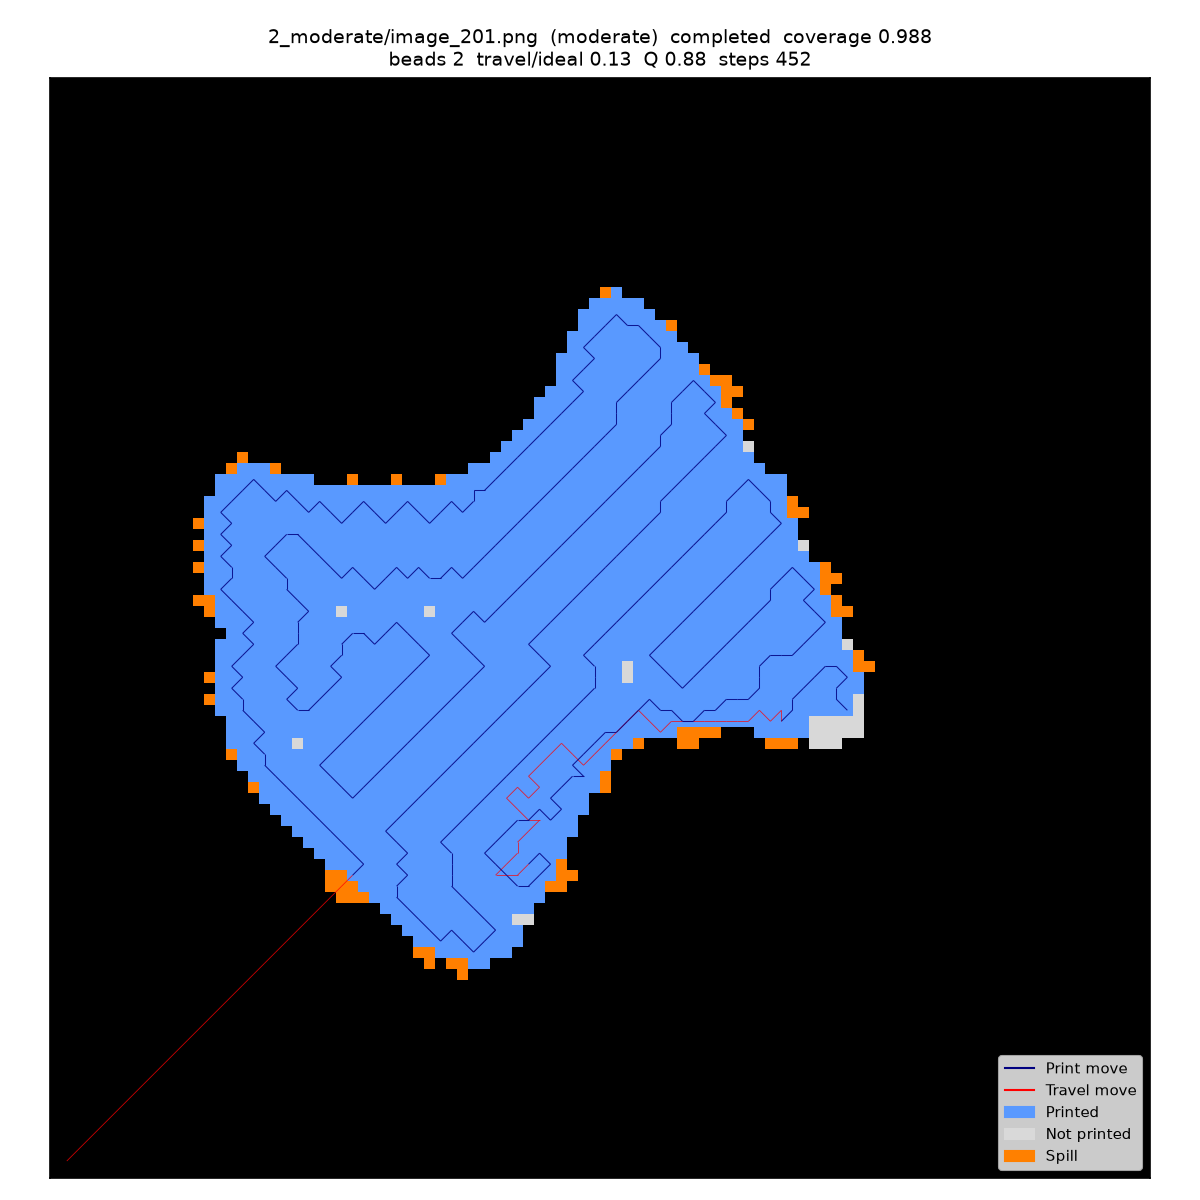 2_moderate/image_201.png  (moderate)  completed  coverage 0.988
beads 2  travel/ideal 0.13  Q 0.88  steps 452
Print move
Travel move
Printed
Not printed
Spill